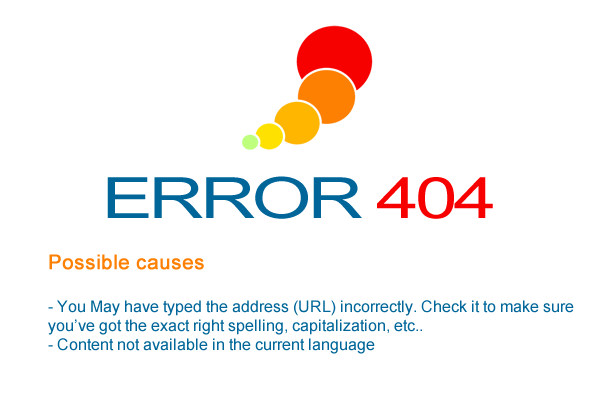 ERROR 404
Possible causes
- You May have typed the address (URL) incorrectly. Check it to make sure
you’ve got the exact right spelling, capitalization, etc..
- Content not available in the current language